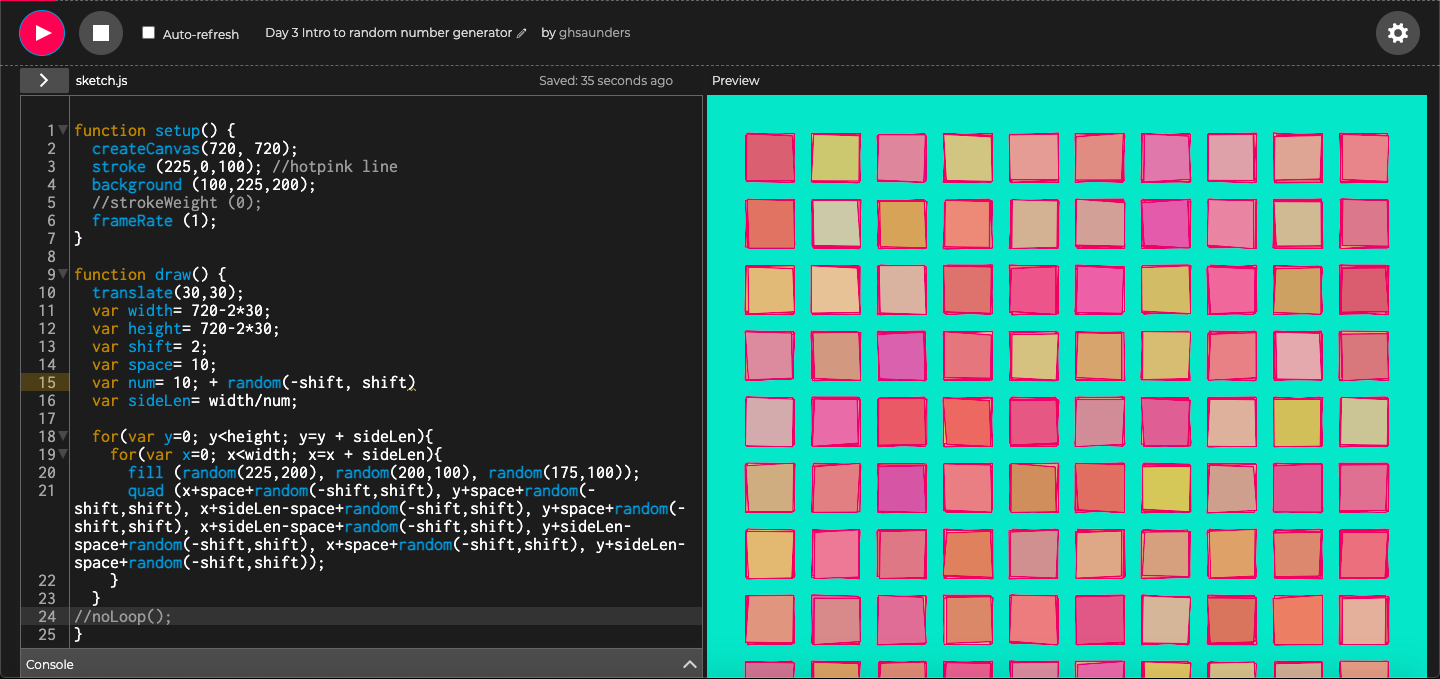 Auto-refresh Day 3 Intro to random number generator by ghsaunders
sketch.js Saved: 35 seconds ago Preview
1 function setup() {
2 createCanvas(720, 720);
3 stroke (225,0,100); //hotpink line
4 background (100,225,200);
5 //strokeWeight (0);
6 frameRate (1);
7 }
8
9 function draw() {
10 translate(30,30);
11 var width= 720-2*30;
12 var height= 720-2*30;
13 var shift= 2;
14 var space= 10;
15 var num= 10; + random(-shift, shift)
16 var sideLen= width/num;
17
18 for(var y=0; y<height; y=y + sideLen){
19 for(var x=0; x<width; x=x + sideLen){
20 fill (random(225,200), random(200,100), random(175,100));
21 quad (x+space+random(-shift,shift), y+space+random(-
shift,shift), x+sideLen-space+random(-shift,shift), y+space+random(-
shift,shift), x+sideLen-space+random(-shift,shift), y+sideLen-
space+random(-shift,shift), x+space+random(-shift,shift), y+sideLen-
space+random(-shift,shift));
22 }
23 }
24 //noLoop();
25 }
Console